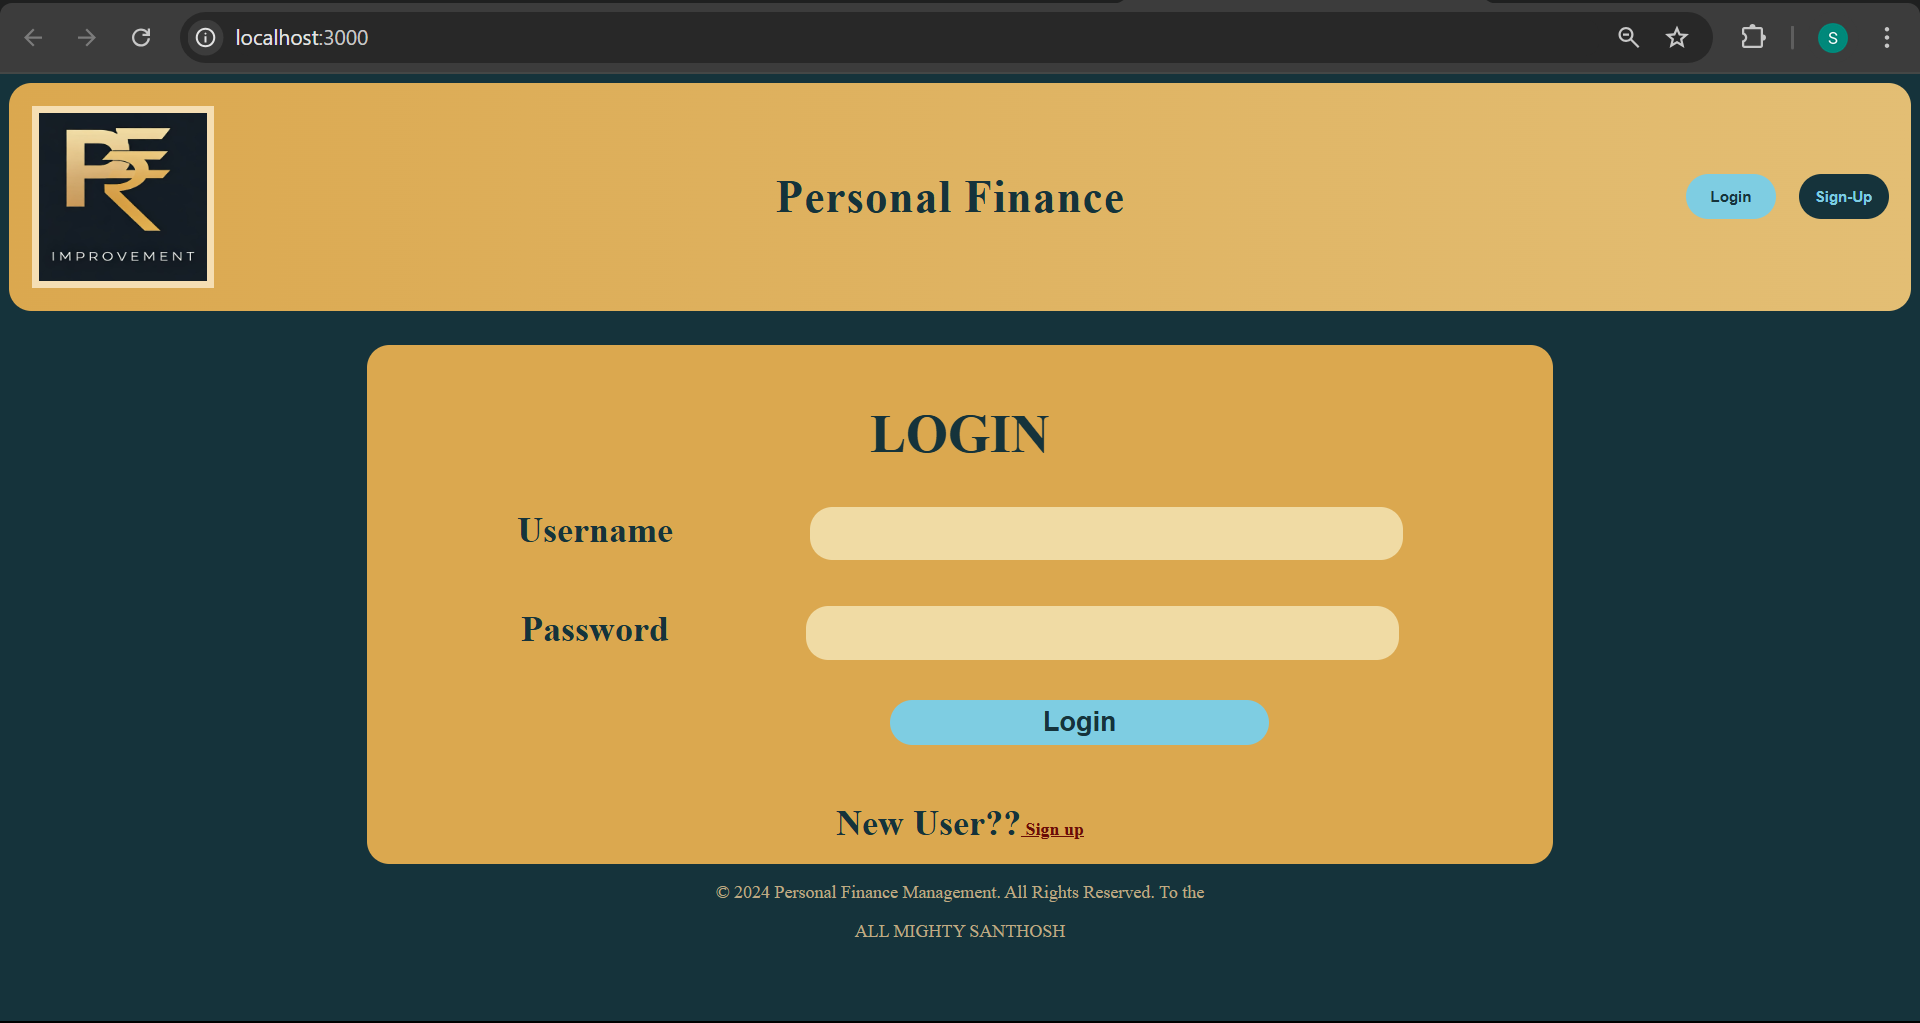 localhost:3000
S
PF
IMPROVEMENT
Personal Finance
Login
Sign-Up
LOGIN
Username
Password
Login
New User?? Sign up
© 2024 Personal Finance Management. All Rights Reserved. To the
ALL MIGHTY SANTHOSH